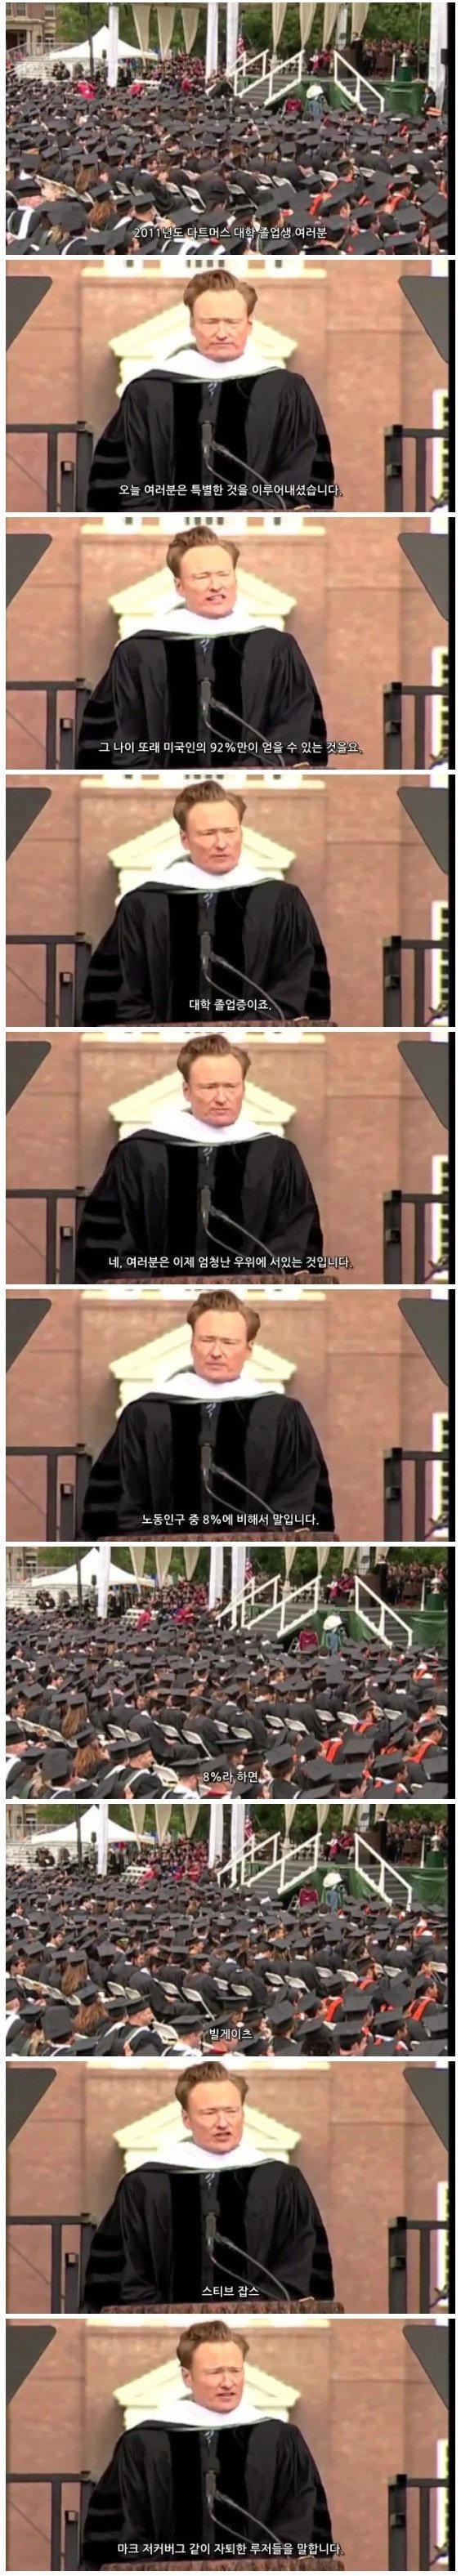 2011년도 다트머스 대학 졸업생 여러분
오늘 여러분은 특별한 것을 이루어내셨습니다.
그 나이 또래 미국인의 92%만이 얻을 수 있는 것을요.
대학 졸업증이죠.
네, 여러분은 이제 엄청난 우위에 서있는 것입니다.
노동인구 중 8%에 비해서 말입니다.
8%라 하면
빌게이츠
스티브 잡스
마크 저커버그 같이 자퇴한 루저들을 말합니다.